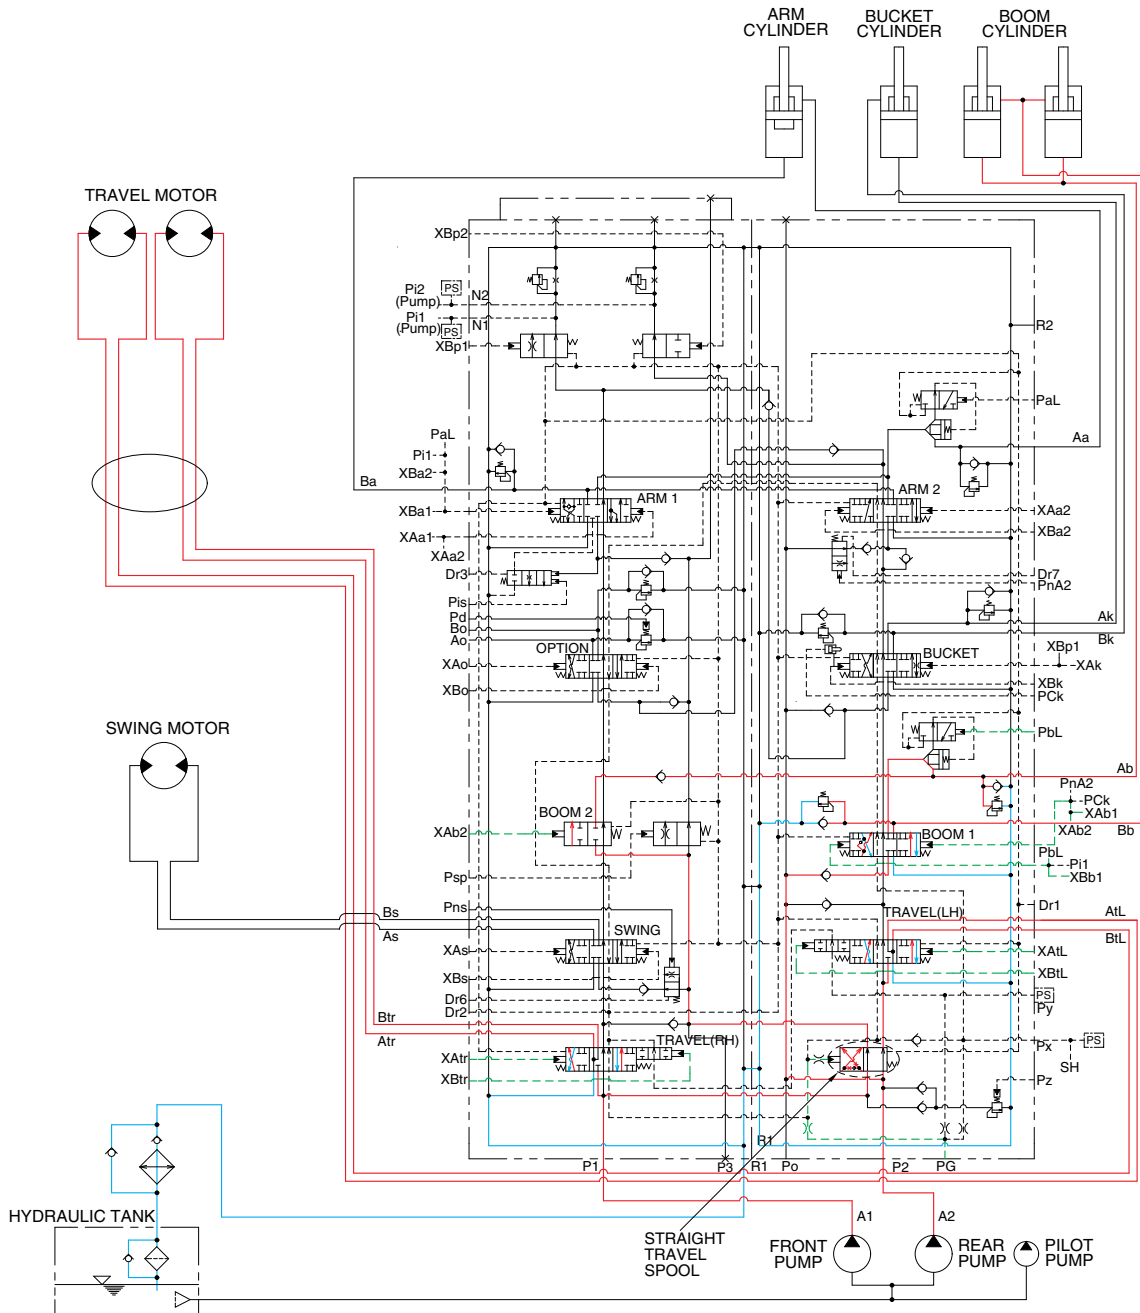 ARM
CYLINDER
BUCKET
CYLINDER
BOOM
CYLINDER
TRAVEL MOTOR
XBp2
Pi2
(Pump)
PS
N2
Pi1
(Pump)
PS
N1
XBp1
R2
PaL
PaL
Pi1
XBa2
Ba
Aa
ARM 1
ARM 2
XBa1
XAa1
XAa2
XAa2
XBa2
Dr3
Dr7
PnA2
Pis
Pd
Bo
Ao
Ak
Bk
OPTION
BUCKET
XBp1
XAo
XAk
XBo
XBk
PCk
SWING MOTOR
PbL
Ab
PnA2
PCk
XAb1
XAb2
Bb
BOOM 2
BOOM 1
XAb2
PbL
Pi1
XBb1
Psp
Pns
Dr1
Bs
As
TRAVEL(LH)
AtL
BtL
SWING
XAs
XAtL
XBs
XBtL
Dr6
Dr2
PS
Py
Btr
Atr
TRAVEL(RH)
Px
PS
SH
XAtr
XBtr
Pz
R1
P1
P3
R1
Po
P2
PG
HYDRAULIC TANK
A1
A2
STRAIGHT
TRAVEL
SPOOL
FRONT
PUMP
REAR
PUMP
PILOT
PUMP